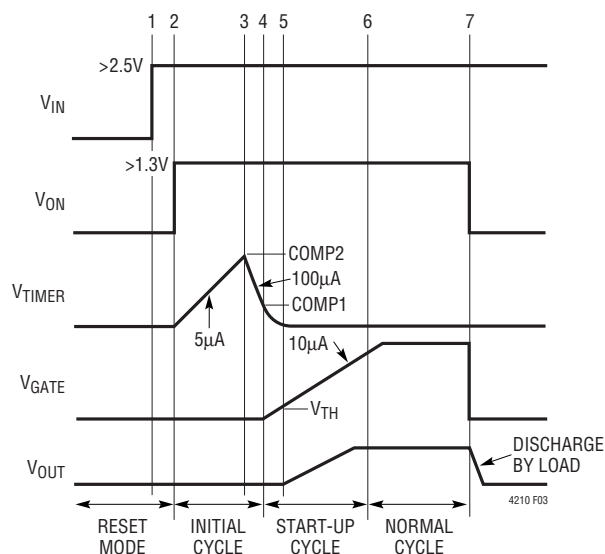 1 2 3 4 5 6 7
>2.5V
VIN
>1.3V
VON
COMP2
100µA
COMP1
VTIMER
5µA
10µA
VGATE
VTH
VOUT
DISCHARGE
BY LOAD
4210 F03
RESET
MODE
INITIAL
CYCLE
START-UP
CYCLE
NORMAL
CYCLE